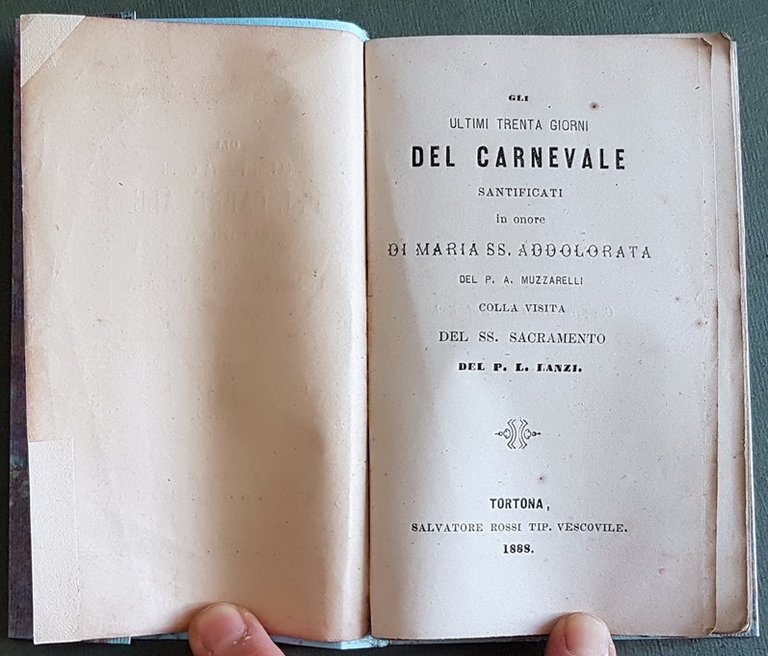 GLI
ULTIMI TRENTA GIORNI
DEL CARNEVALE
SANTIFICATI
in onore
DI MARIA SS. ADDOLORATA
DEL P. A. MUZZARELLI
COLLA VISITA
DEL SS. SACRAMENTO
DEL P. L. LANZI.
TORTONA,
SALVATORE ROSSI TIP. VESCOVILE.
1888.